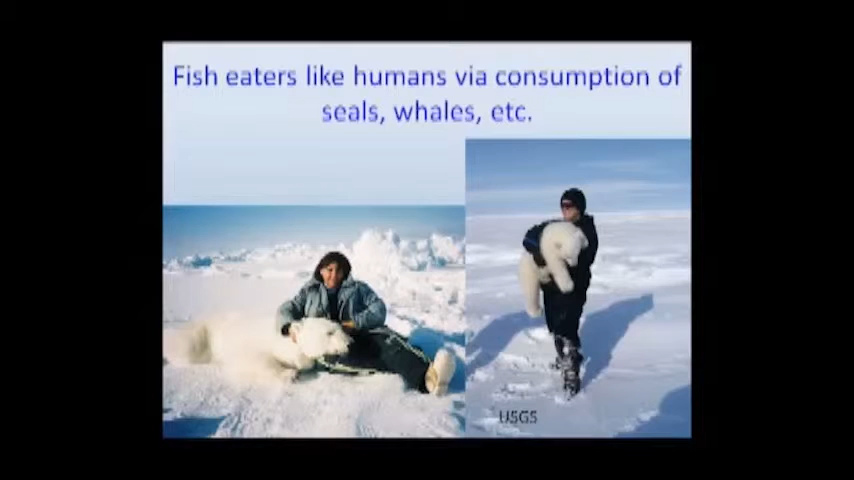 Fish eaters like humans via consumption of
seals, whales, etc.
USGS